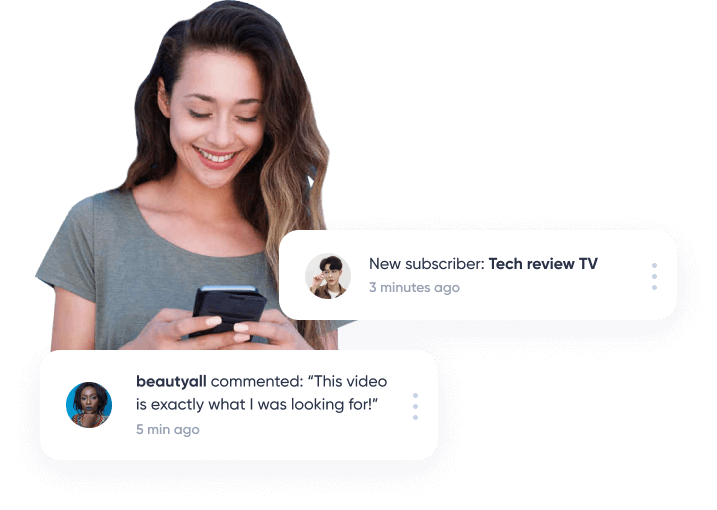 New subscriber: Tech review TV
3 minutes ago
beautyall commented: “This video
is exactly what I was looking for!”
5 min ago